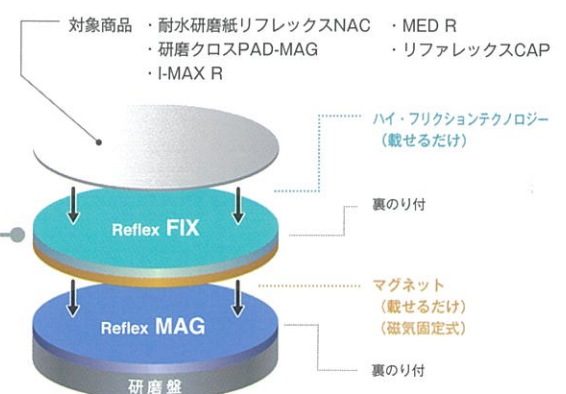 対象商品 ・耐水研磨紙リフレックスNAC ・MED R
・研磨クロスPAD-MAG ・リファレックスCAP
・I-MAX R
ハイ・フリクションテクノロジー
（載せるだけ）
Reflex FIX
裏のり付
マグネット
（載せるだけ）
（磁気固定式）
Reflex MAG
裏のり付
研磨盤